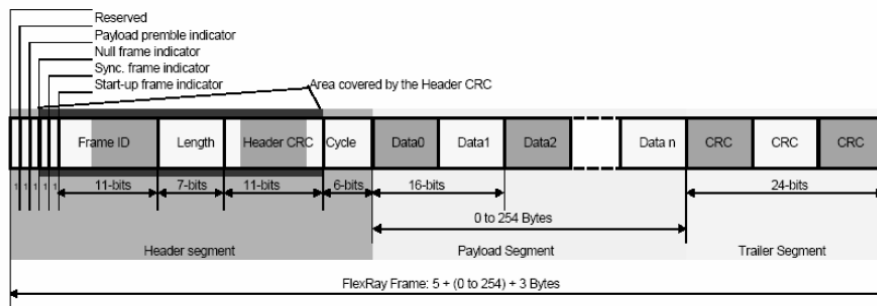 Reserved
Payload premble indicator
Null frame indicator
Sync. frame indicator
Start-up frame indicator
Area covered by the Header CRC
Frame ID Length Header CRC Cycle Data0 Data1 Data2 Data n CRC CRC CRC
1 1 1 1 1 11-bits 7-bits 11-bits 6-bits 16-bits 24-bits
0 to 254 Bytes
Header segment Payload Segment Trailer Segment
FlexRay Frame: 5 + (0 to 254) + 3 Bytes